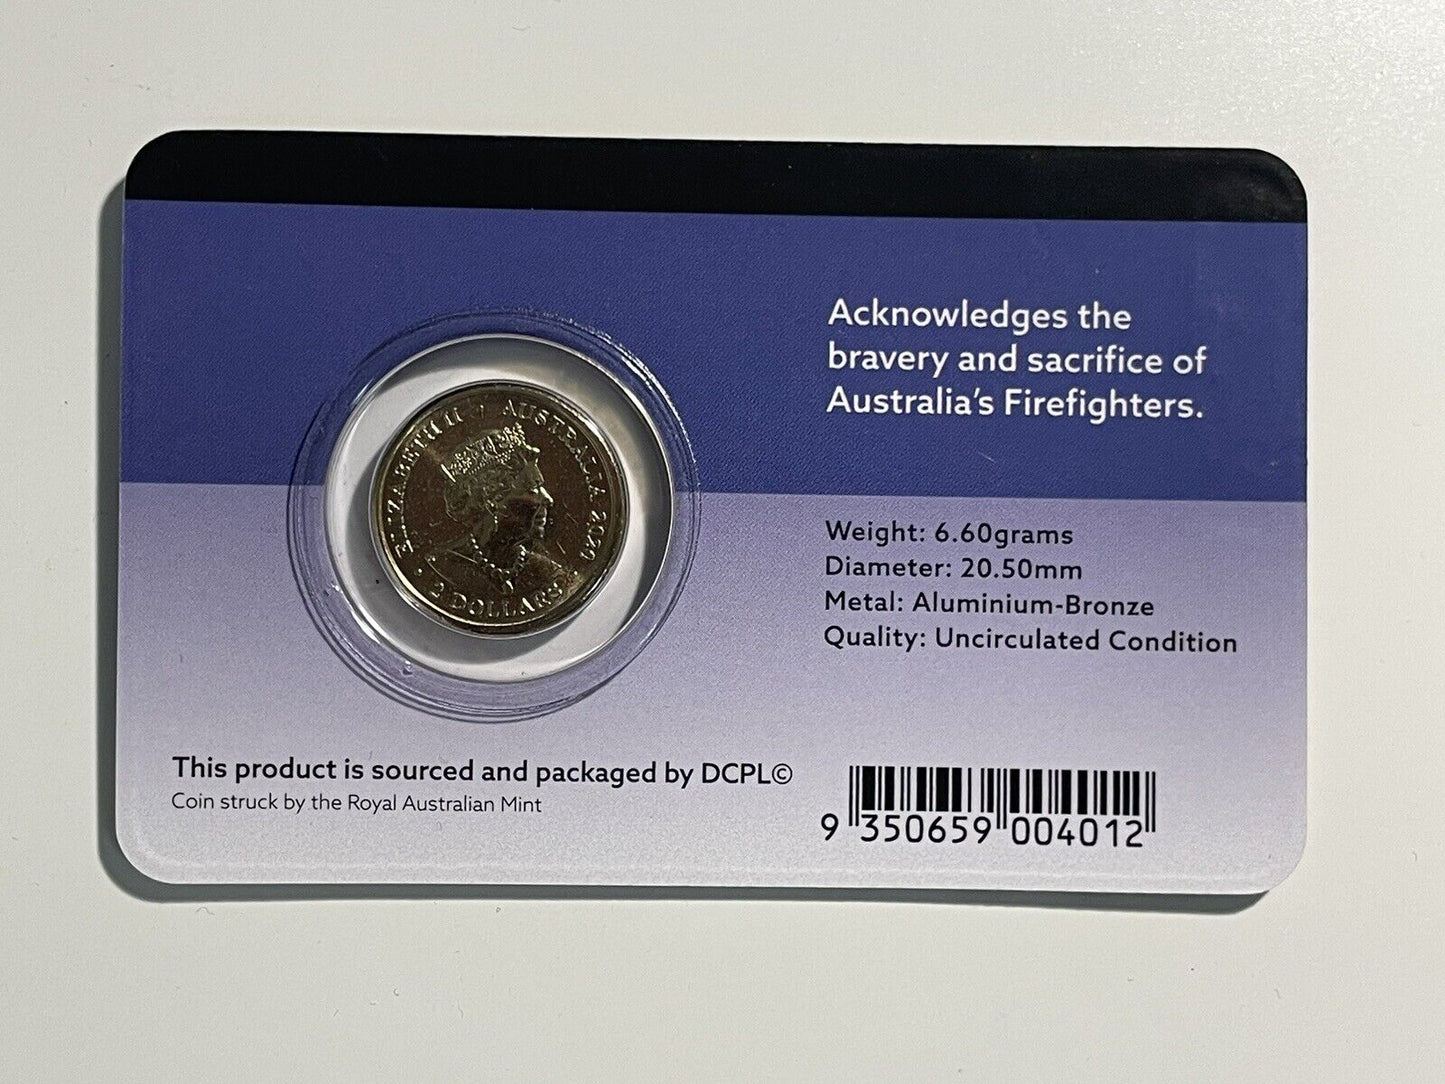 Acknowledges the
bravery and sacrifice of
Australia's Firefighters.
ELIZABETH II • AUSTRALIA 2020
• 2 DOLLARS •
Weight: 6.60grams
Diameter: 20.50mm
Metal: Aluminium-Bronze
Quality: Uncirculated Condition
This product is sourced and packaged by DCPL©
Coin struck by the Royal Australian Mint
9 350659 004012